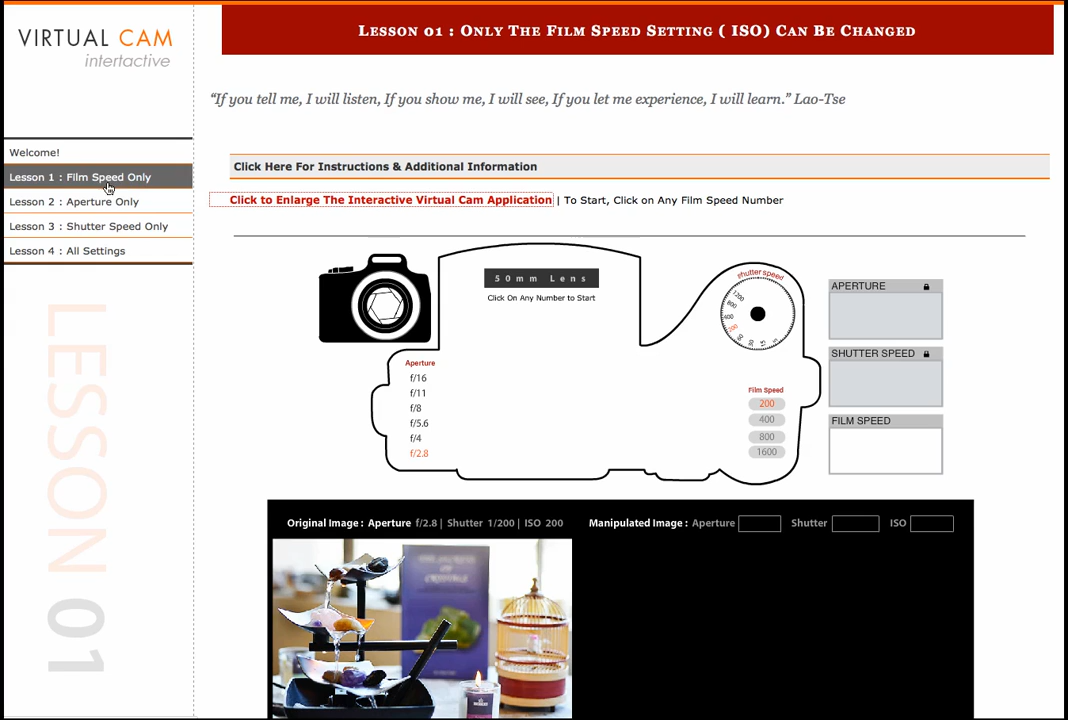 VIRTUAL CAM
intertactive
Lesson 01 : Only The Film Speed Setting ( ISO) Can Be Changed
“If you tell me, I will listen, If you show me, I will see, If you let me experience, I will learn.” Lao-Tse
Welcome!
Lesson 1 : Film Speed Only
Lesson 2 : Aperture Only
Lesson 3 : Shutter Speed Only
Lesson 4 : All Settings
LESSON 01
Click Here For Instructions & Additional Information
Click to Enlarge The Interactive Virtual Cam Application | To Start, Click on Any Film Speed Number
50mm Lens
Click On Any Number to Start
shutter speed
1200
800
400
200
Aperture
f/16
f/11
f/8
f/5.6
f/4
f/2.8
Film Speed
200
400
800
1600
APERTURE
SHUTTER SPEED
FILM SPEED
Original Image : Aperture f/2.8 | Shutter 1/200 | ISO 200
Manipulated Image : Aperture Shutter ISO